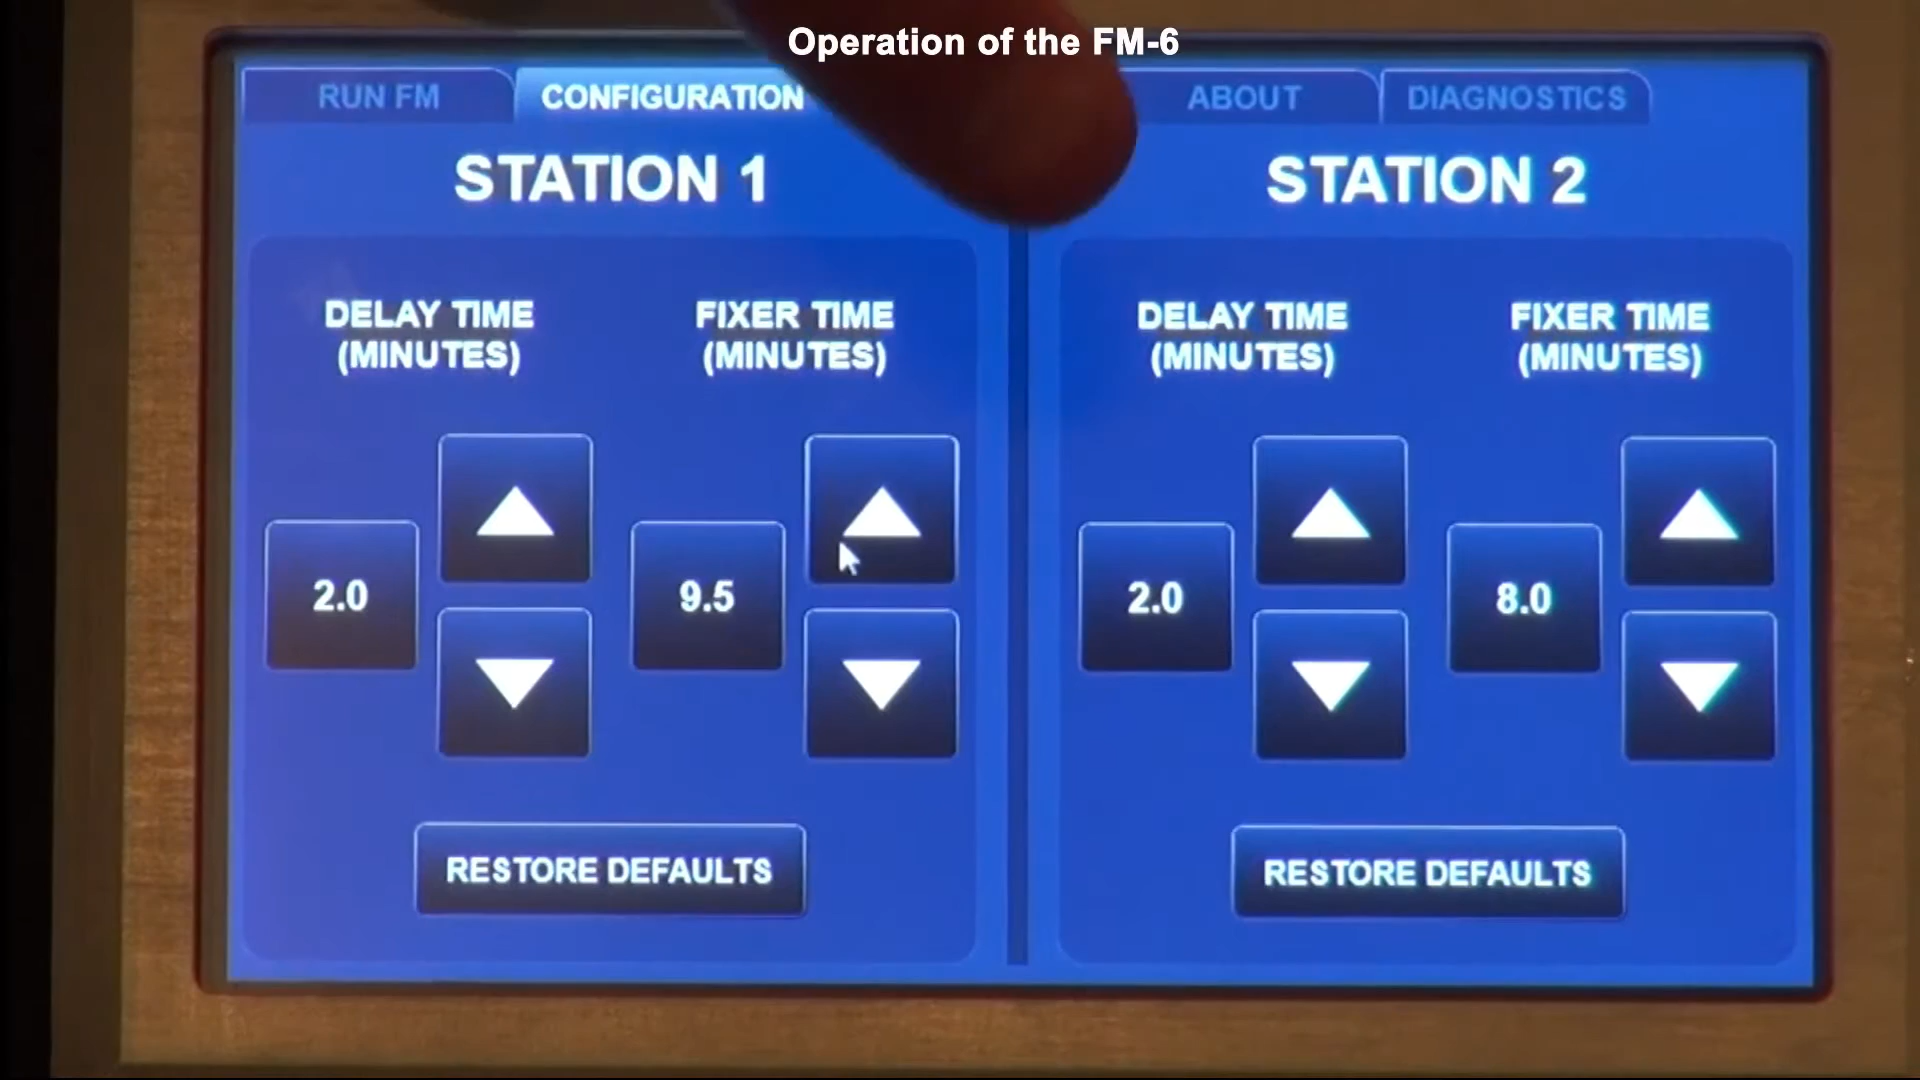 Operation of the FM-6
RUN FM
CONFIGURATION
ABOUT
DIAGNOSTICS
STATION 1
DELAY TIME
(MINUTES)
FIXER TIME
(MINUTES)
2.0
9.5
RESTORE DEFAULTS
STATION 2
DELAY TIME
(MINUTES)
FIXER TIME
(MINUTES)
2.0
8.0
RESTORE DEFAULTS